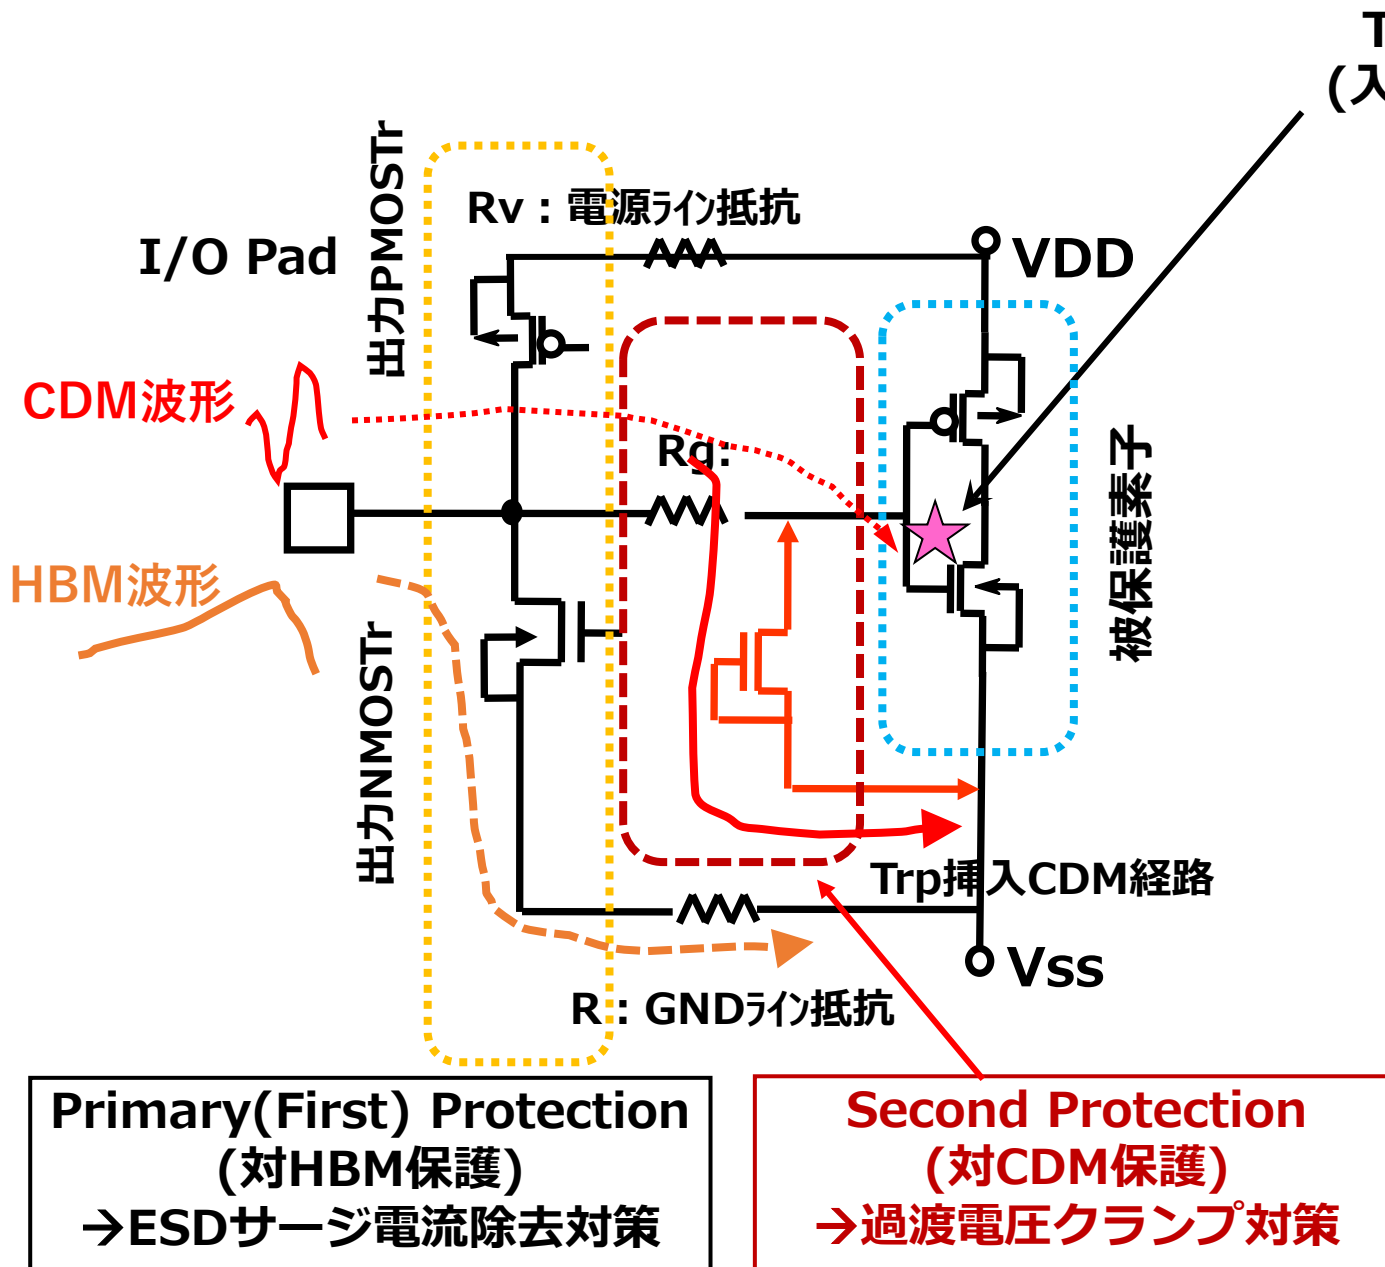 T
(入
出力PMOSTr
Rv：電源ライン抵抗
I/O Pad
VDD
CDM波形
Rg:
被保護素子
HBM波形
出力NMOSTr
Trp挿入CDM経路
Vss
R：GNDライン抵抗
Primary(First) Protection
(対HBM保護)
→ESDサージ電流除去対策
Second Protection
(対CDM保護)
→過渡電圧クランプ対策